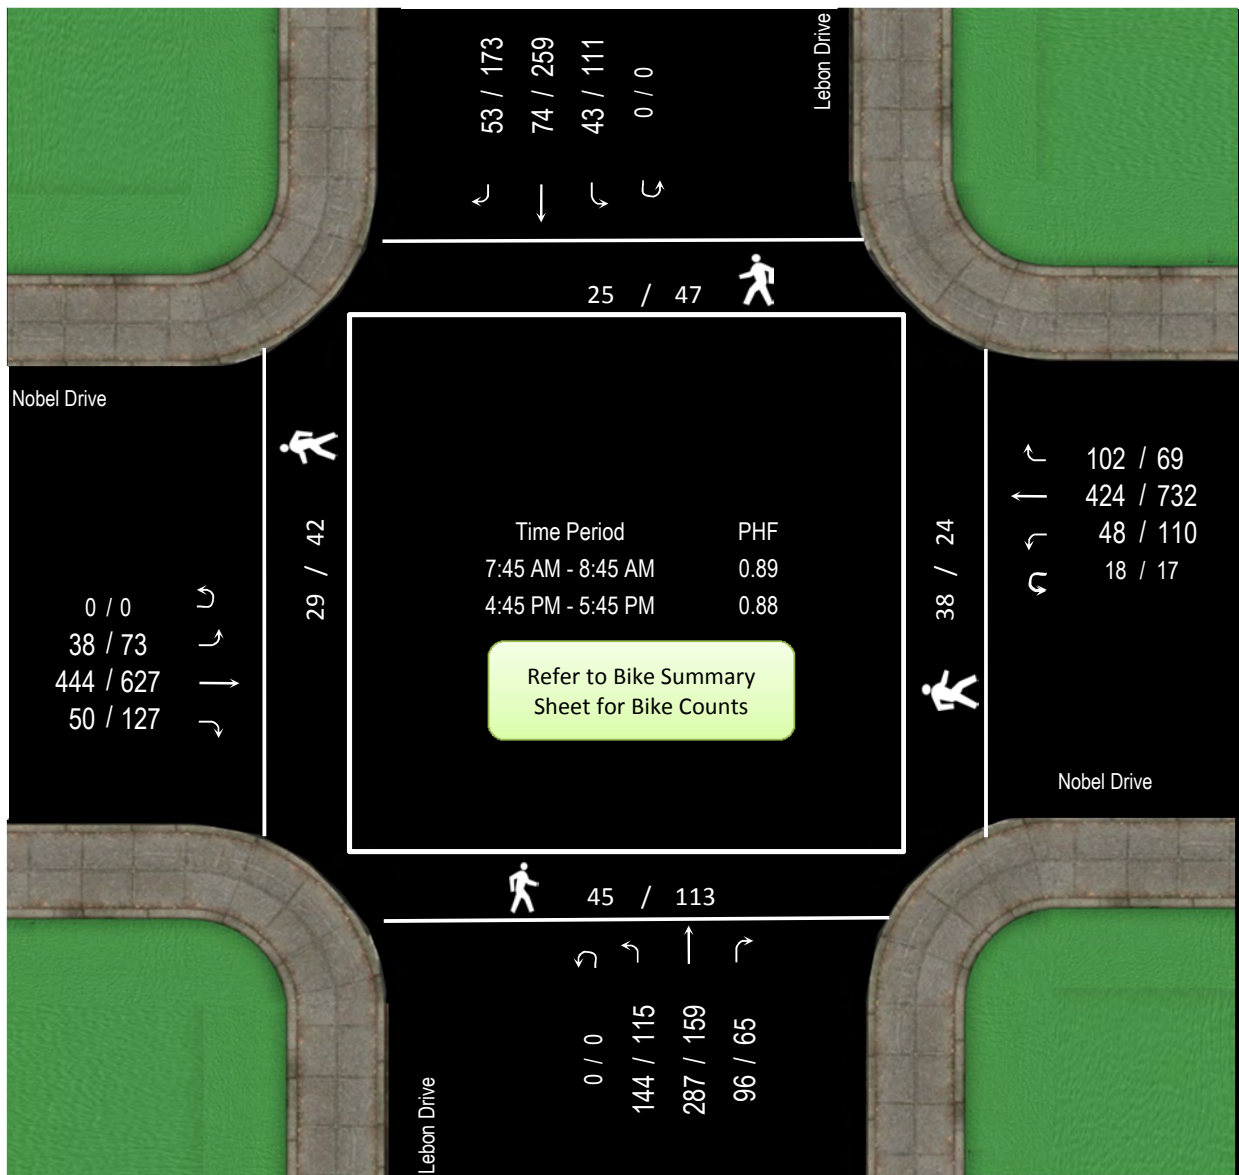 53 / 173
74 / 259
43 / 111
0 / 0
Lebon Drive
25 / 47
Nobel Drive
29 / 42
0 / 0
38 / 73
444 / 627
50 / 127
Time Period PHF
7:45 AM - 8:45 AM 0.89
4:45 PM - 5:45 PM 0.88
Refer to Bike Summary
Sheet for Bike Counts
38 / 24
102 / 69
424 / 732
48 / 110
18 / 17
Nobel Drive
45 / 113
Lebon Drive
0 / 0
144 / 115
287 / 159
96 / 65